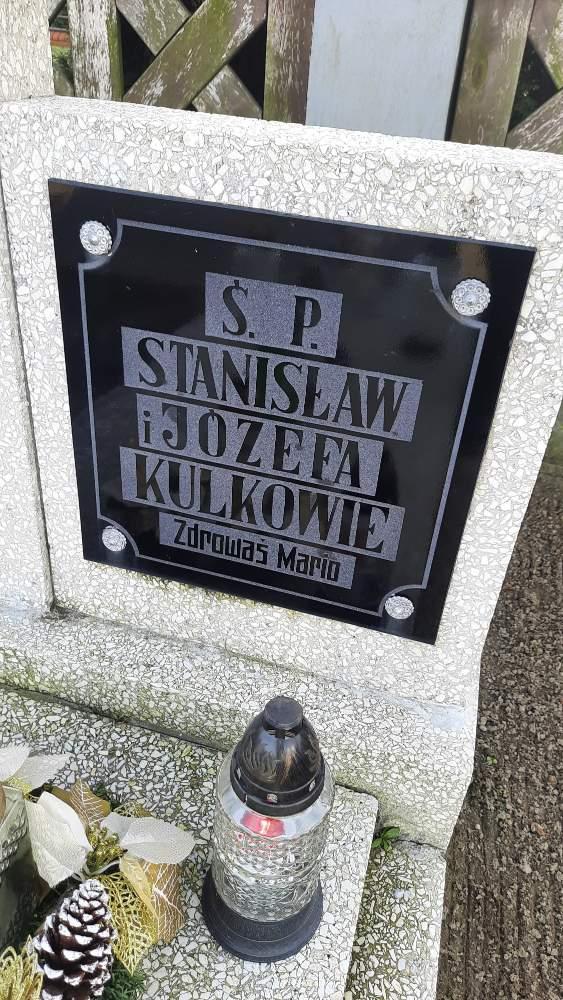 Ś. P.
STANISŁAW
i JÓZEFA
KULKOWIE
Zdrowaś Mario